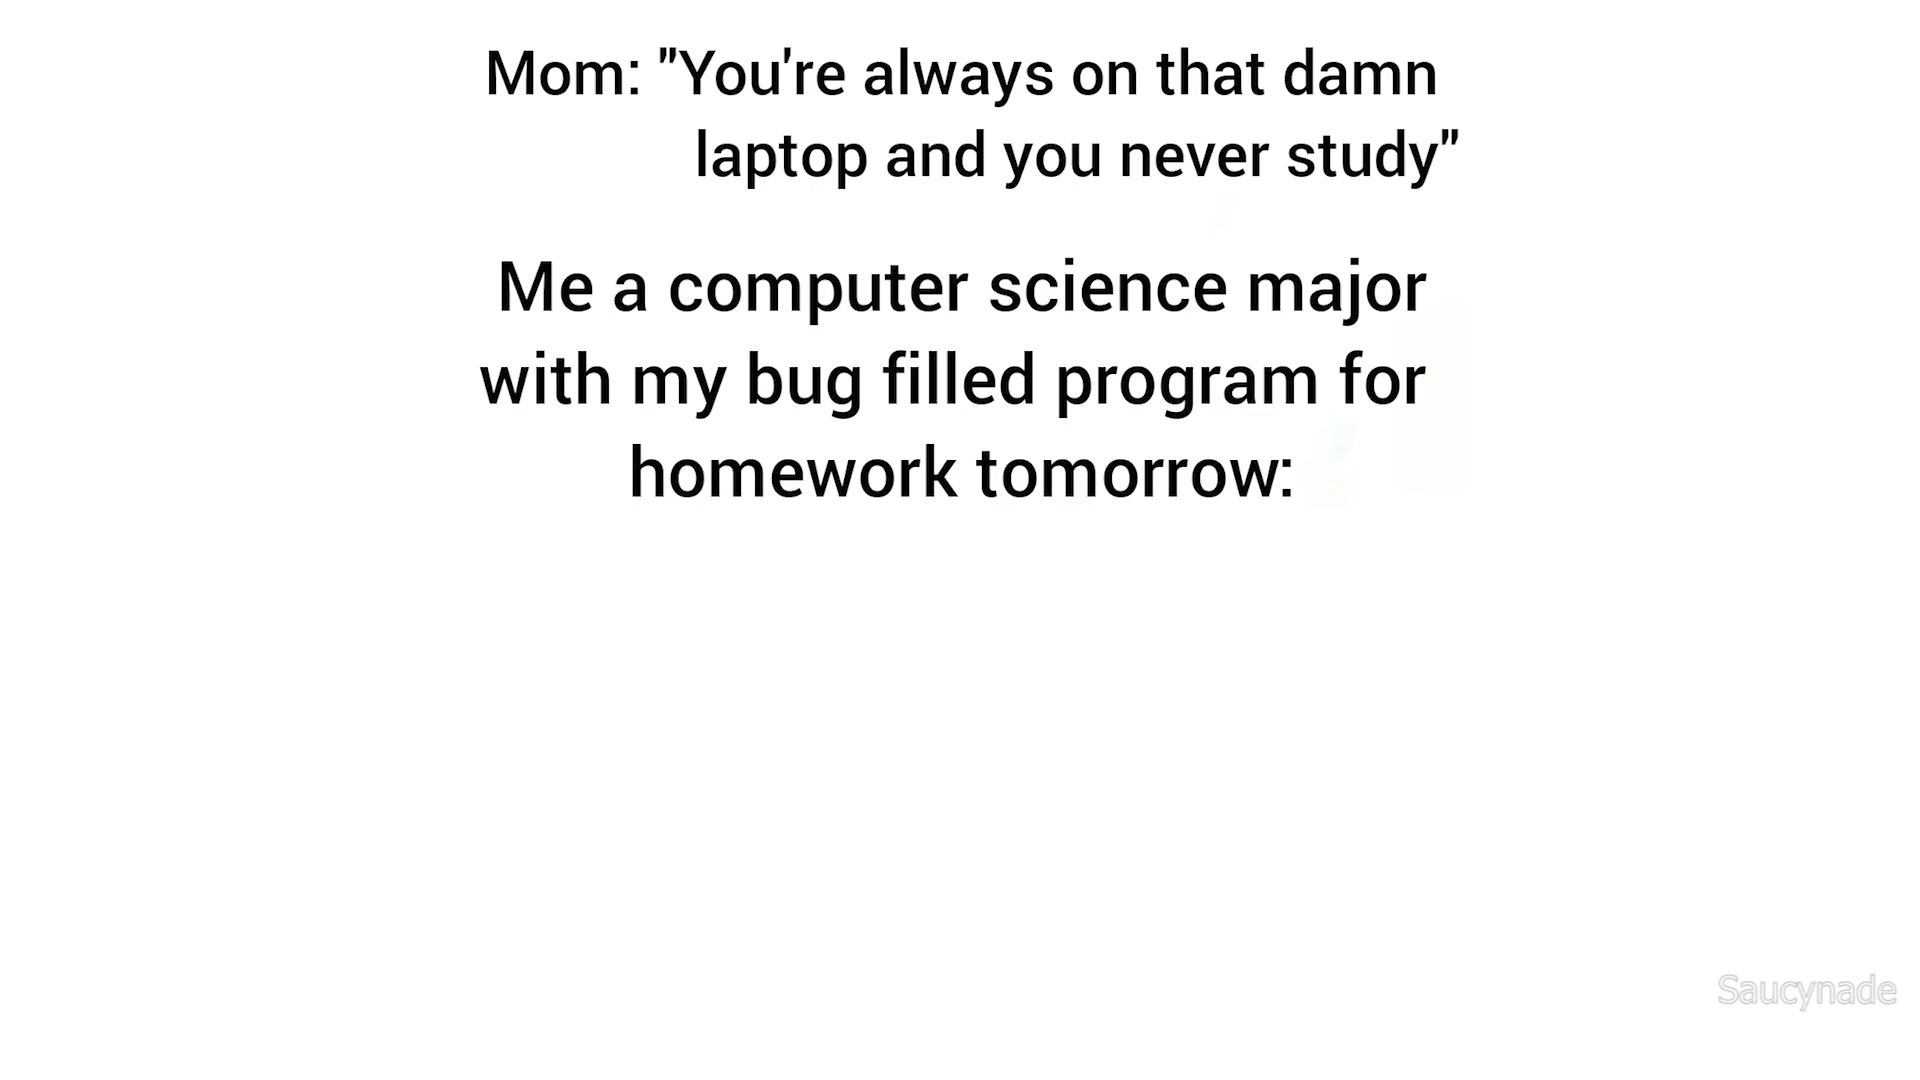 Mom: "You're always on that damn
laptop and you never study"
Me a computer science major
with my bug filled program for
homework tomorrow:
Saucynade